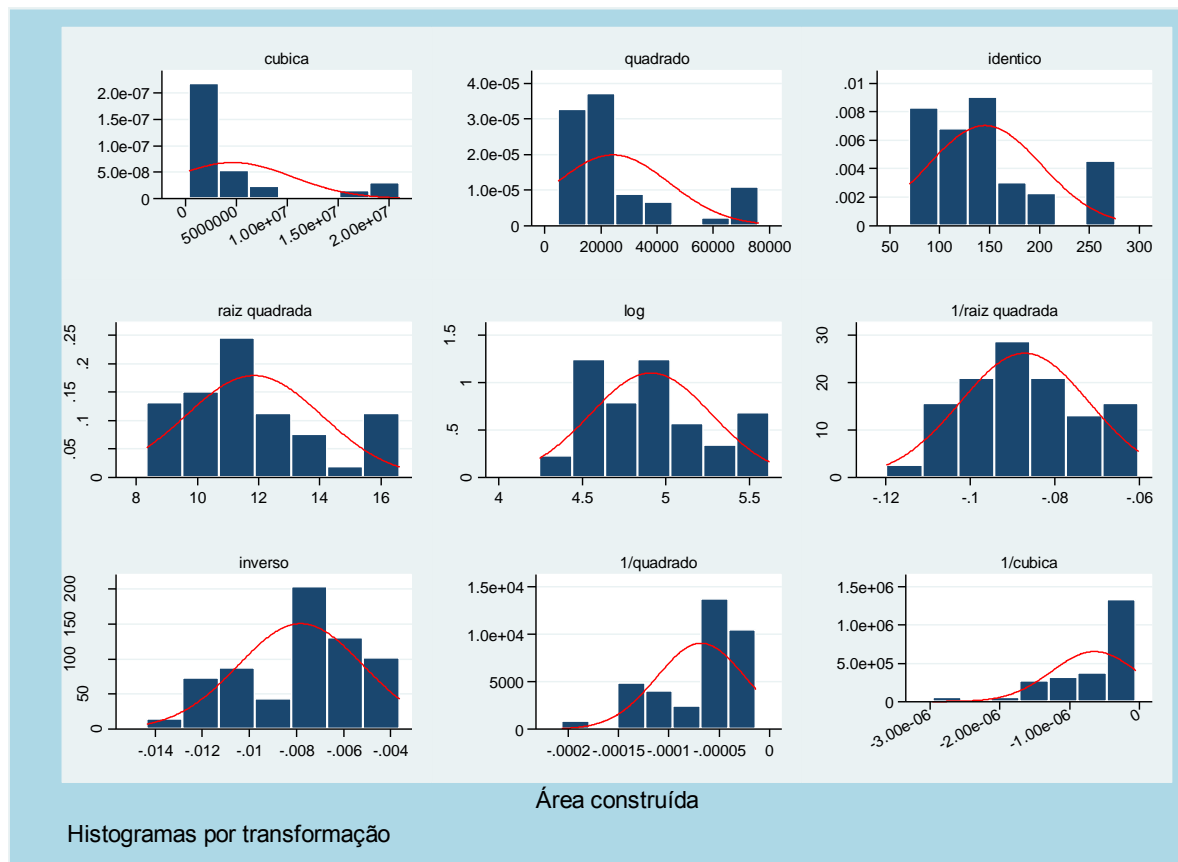 cubica
2.0e-07
1.5e-07
1.0e-07
5.0e-08
0
0 5000000 1.00e+07 1.50e+07 2.00e+07
quadrado
4.0e-05
3.0e-05
2.0e-05
1.0e-05
0
0 20000 40000 60000 80000
identico
.01
.008
.006
.004
.002
0
50 100 150 200 250 300
raiz quadrada
.25
.2
.15
.1
.05
0
8 10 12 14 16
log
1.5
1
.5
0
4 4.5 5 5.5
1/raiz quadrada
30
20
10
0
-.12 -.1 -.08 -.06
inverso
200
150
100
50
0
-.014 -.012 -.01 -.008 -.006 -.004
1/quadrado
1.5e+04
1.0e+04
5000
0
-.0002 -.00015 -.0001 -.00005 0
1/cubica
1.5e+06
1.0e+06
5.0e+05
0
-3.00e-06 -2.00e-06 -1.00e-06 0
Área construída
Histogramas por transformação